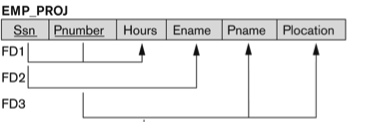 EMP_PROJ
Ssn Pnumber Hours Ename Pname Plocation
FD1
FD2
FD3